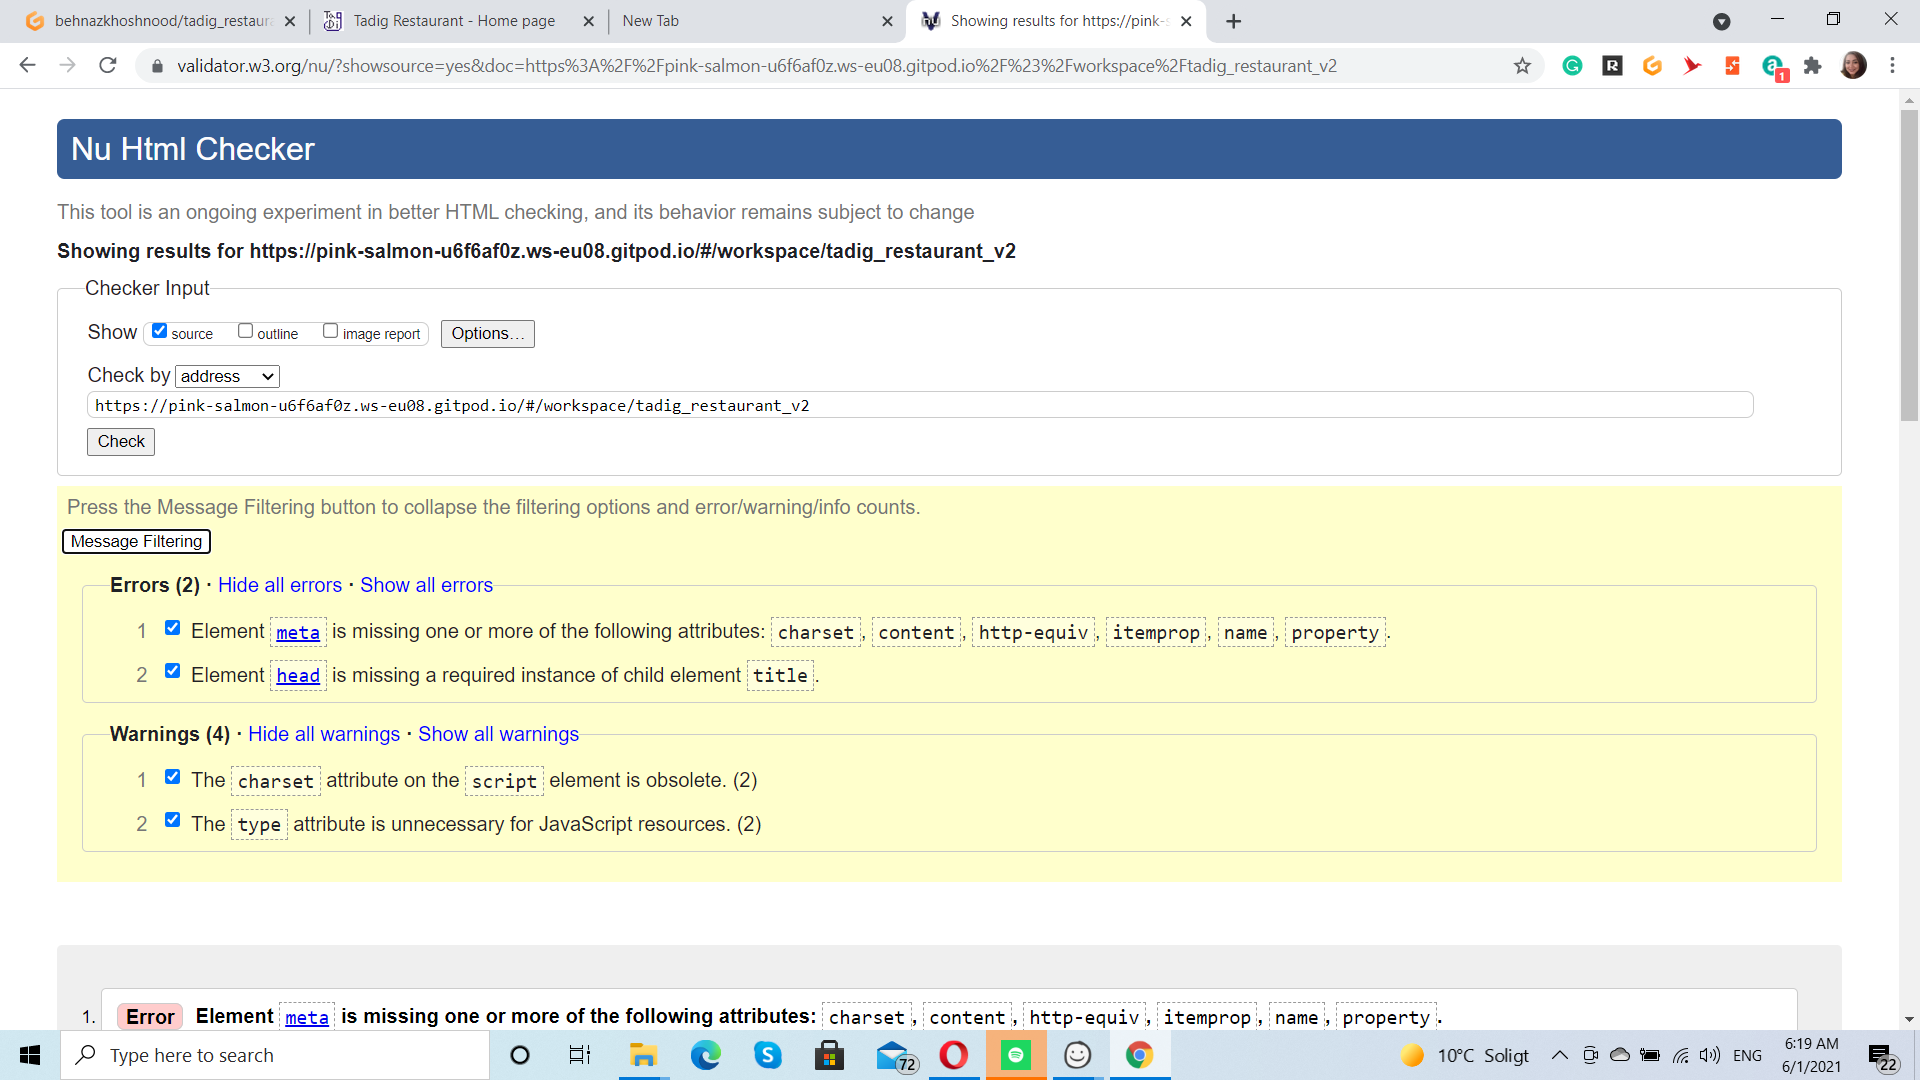 behnazkhoshnood/tadig_restaura
Tadig Restaurant - Home page
New Tab
Showing results for https://pink-s
validator.w3.org/nu/?showsource=yes&doc=https%3A%2F%2Fpink-salmon-u6f6af0z.ws-eu08.gitpod.io%2F%23%2Fworkspace%2Ftadig_restaurant_v2
1
Nu Html Checker
This tool is an ongoing experiment in better HTML checking, and its behavior remains subject to change
Showing results for https://pink-salmon-u6f6af0z.ws-eu08.gitpod.io/#/workspace/tadig_restaurant_v2
Checker Input
Show source outline image report Options…
Check by address
https://pink-salmon-u6f6af0z.ws-eu08.gitpod.io/#/workspace/tadig_restaurant_v2
Check
Press the Message Filtering button to collapse the filtering options and error/warning/info counts.
Message Filtering
Errors (2) · Hide all errors · Show all errors
1 Element meta is missing one or more of the following attributes: charset, content, http-equiv, itemprop, name, property.
2 Element head is missing a required instance of child element title.
Warnings (4) · Hide all warnings · Show all warnings
1 The charset attribute on the script element is obsolete. (2)
2 The type attribute is unnecessary for JavaScript resources. (2)
1. Error Element meta is missing one or more of the following attributes: charset, content, http-equiv, itemprop, name, property.
Type here to search
72
10°C Soligt
ENG
6:19 AM
6/1/2021
22